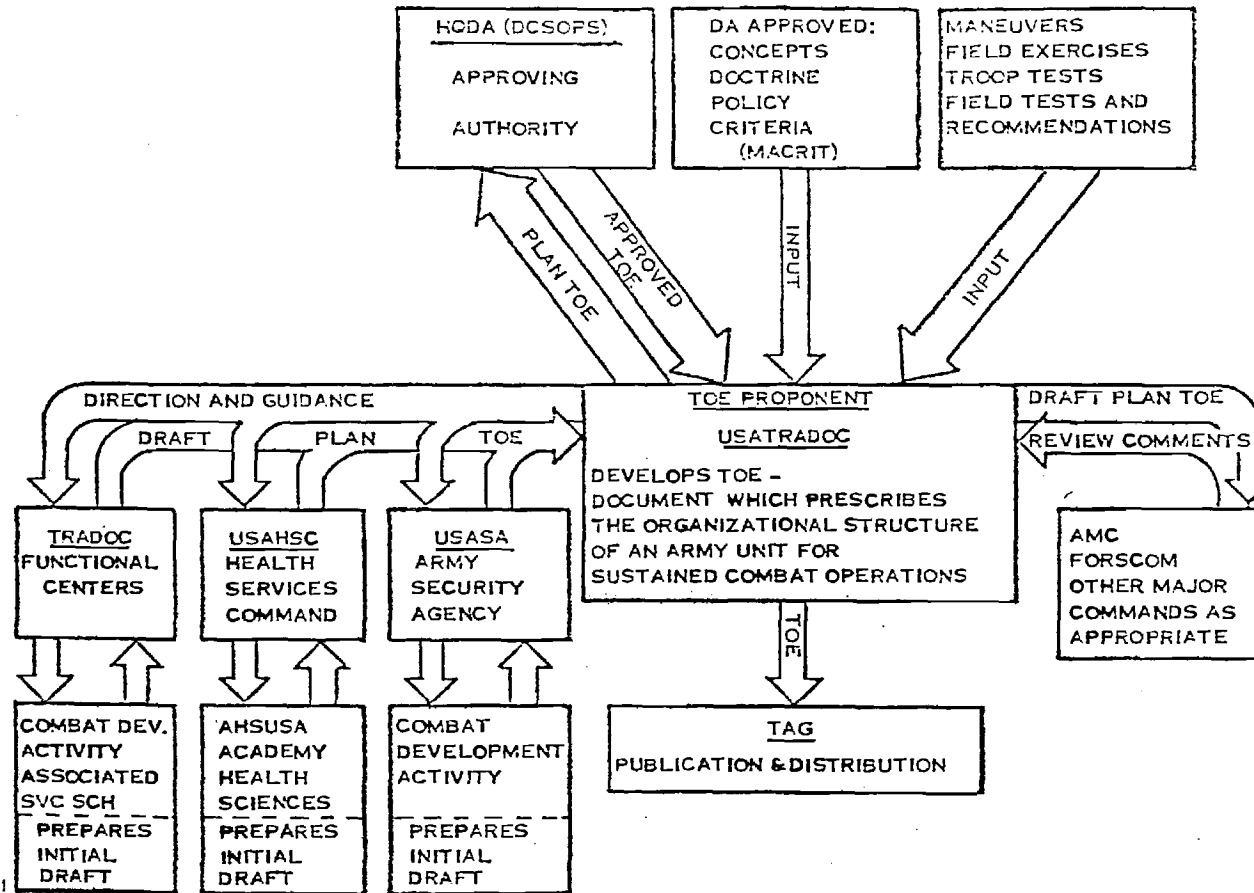 HQDA (DCSOPS)
APPROVING
AUTHORITY
DA APPROVED:
CONCEPTS
DOCTRINE
POLICY
CRITERIA
(MACRIT)
MANEUVERS
FIELD EXERCISES
TROOP TESTS
FIELD TESTS AND
RECOMMENDATIONS
PLAN TOE
APPROVED
TOE
INPUT
INPUT
DIRECTION AND GUIDANCE
DRAFT PLAN TOE
TOE PROPONENT
USATRADOC
DEVELOPS TOE -
DOCUMENT WHICH PRESCRIBES
THE ORGANIZATIONAL STRUCTURE
OF AN ARMY UNIT FOR
SUSTAINED COMBAT OPERATIONS
DRAFT PLAN TOE
REVIEW COMMENTS
TRADOC
FUNCTIONAL
CENTERS
USAHSC
HEALTH
SERVICES
COMMAND
USASA
ARMY
SECURITY
AGENCY
AMC
FORSCOM
OTHER MAJOR
COMMANDS AS
APPROPRIATE
TOE
COMBAT DEV.
ACTIVITY
ASSOCIATED
SVC SCH
PREPARES
INITIAL
DRAFT
AHSUSA
ACADEMY
HEALTH
SCIENCES
PREPARES
INITIAL
DRAFT
COMBAT
DEVELOPMENT
ACTIVITY
PREPARES
INITIAL
DRAFT
TAG
PUBLICATION & DISTRIBUTION